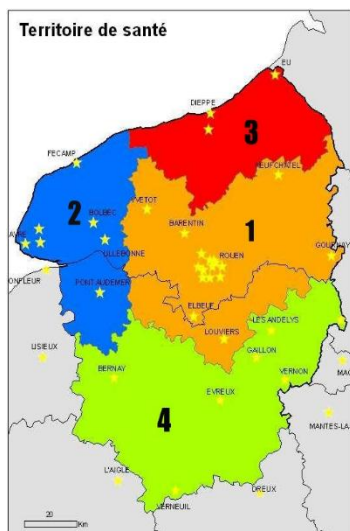 Territoire de santé
EU
DIEPPE
3
FECAMP
NEUFCHATEL
YVETOT
2
BOLBEC
BARENTIN
1
LILLEBONNE
ROUEN
GOURNAY
PONT AUDEMER
ELBEUF
LES ANDELYS
LOUVIERS
LISIEUX
GAILLON
BERNAY
VERNON
EVREUX
4
MANTES-LA
L'AIGLE
DREUX
VERNEUIL
20
Km